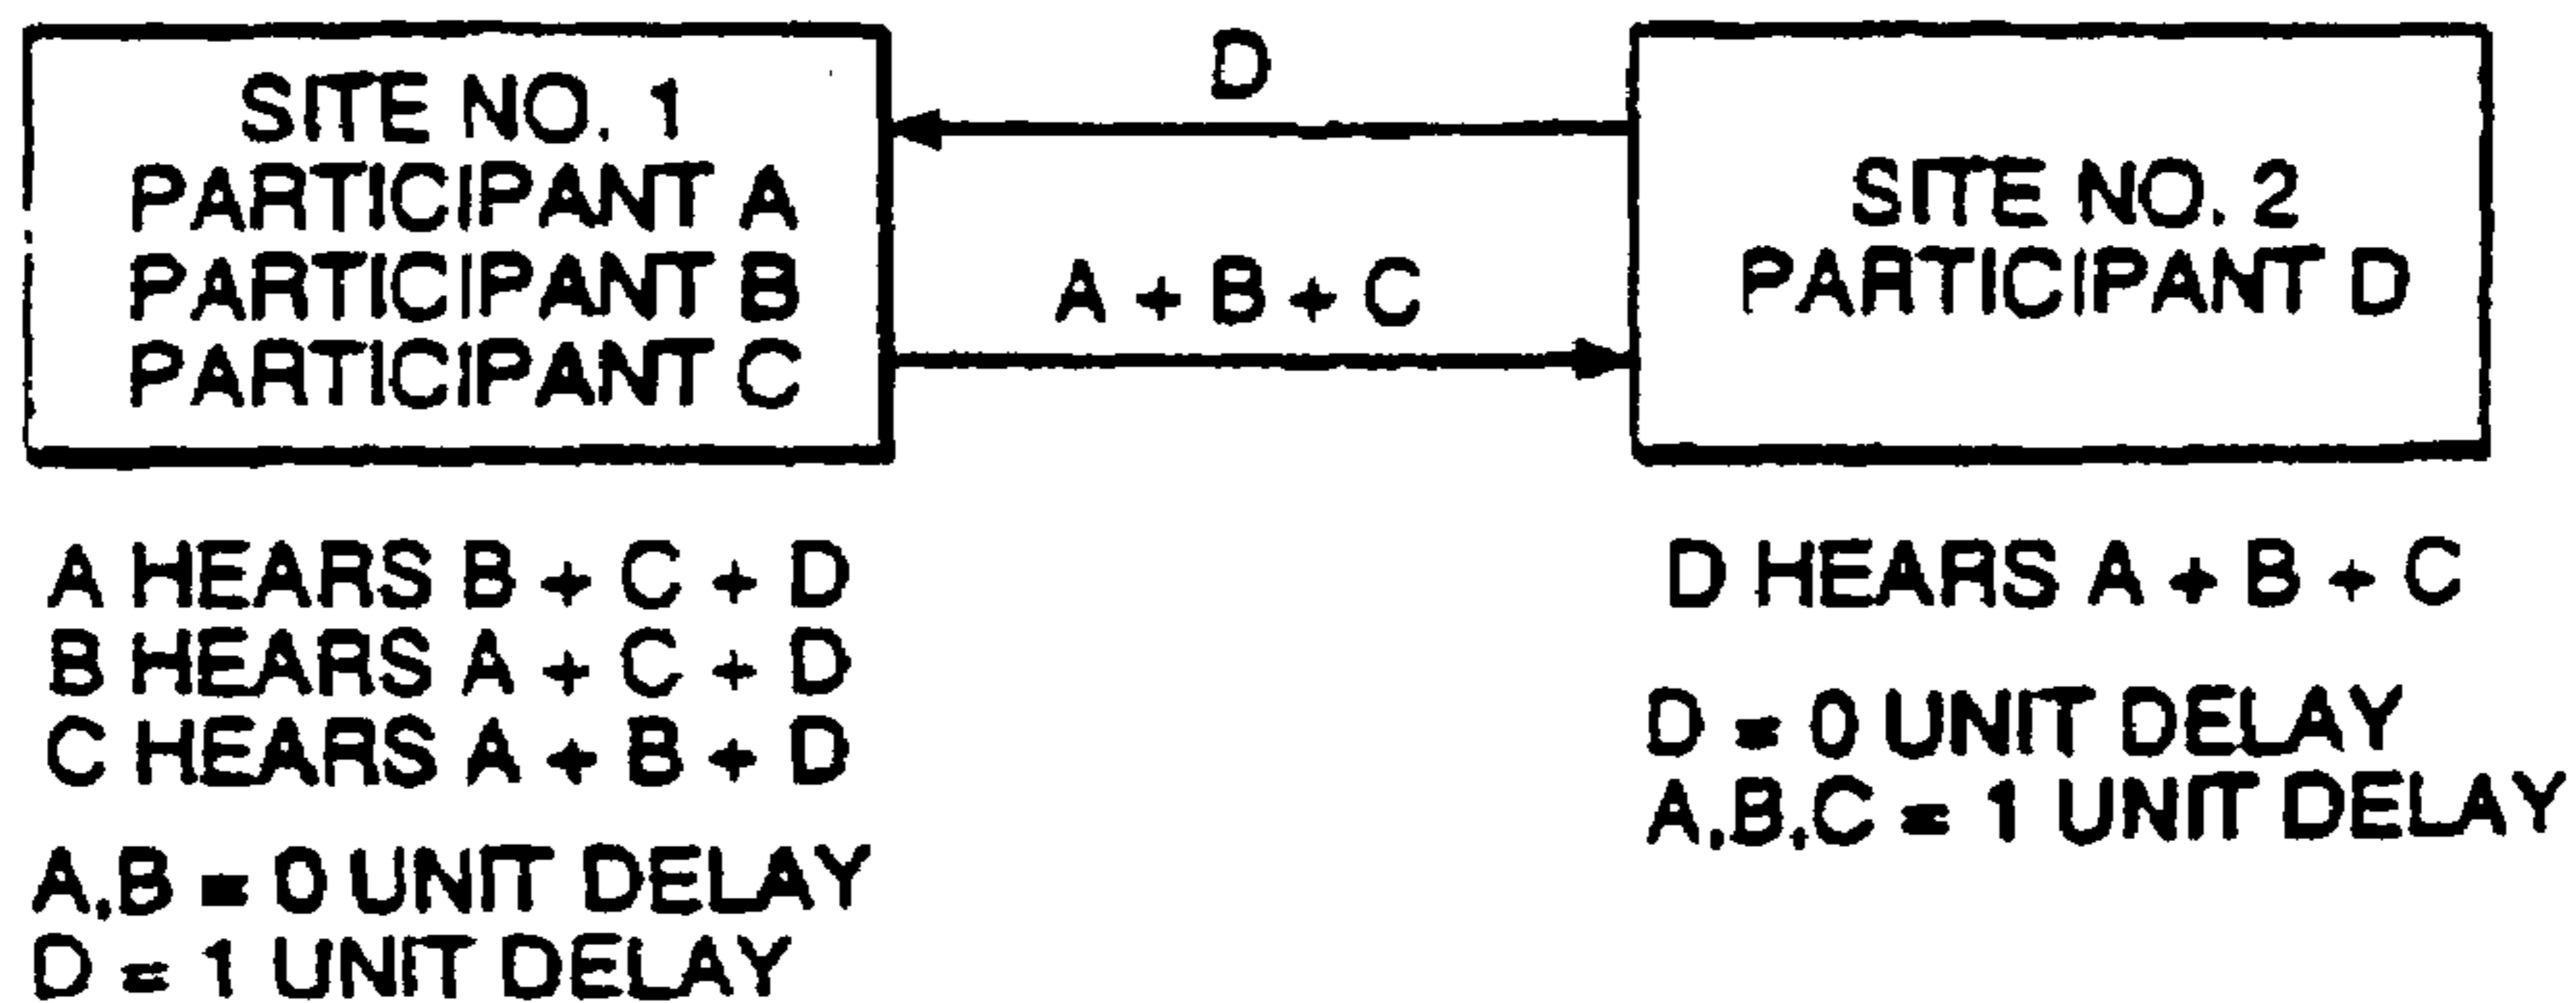 SITE NO. 1
PARTICIPANT A
PARTICIPANT B
PARTICIPANT C
D
A + B + C
SITE NO. 2
PARTICIPANT D
A HEARS B + C + D
B HEARS A + C + D
C HEARS A + B + D
A,B = 0 UNIT DELAY
D = 1 UNIT DELAY
D HEARS A + B + C
D = 0 UNIT DELAY
A,B,C = 1 UNIT DELAY